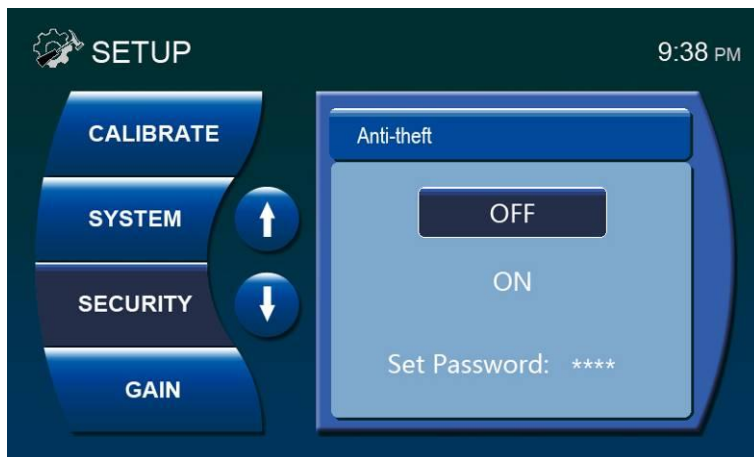 SETUP
9:38 PM
CALIBRATE
SYSTEM
SECURITY
GAIN
Anti-theft
OFF
ON
Set Password: ****